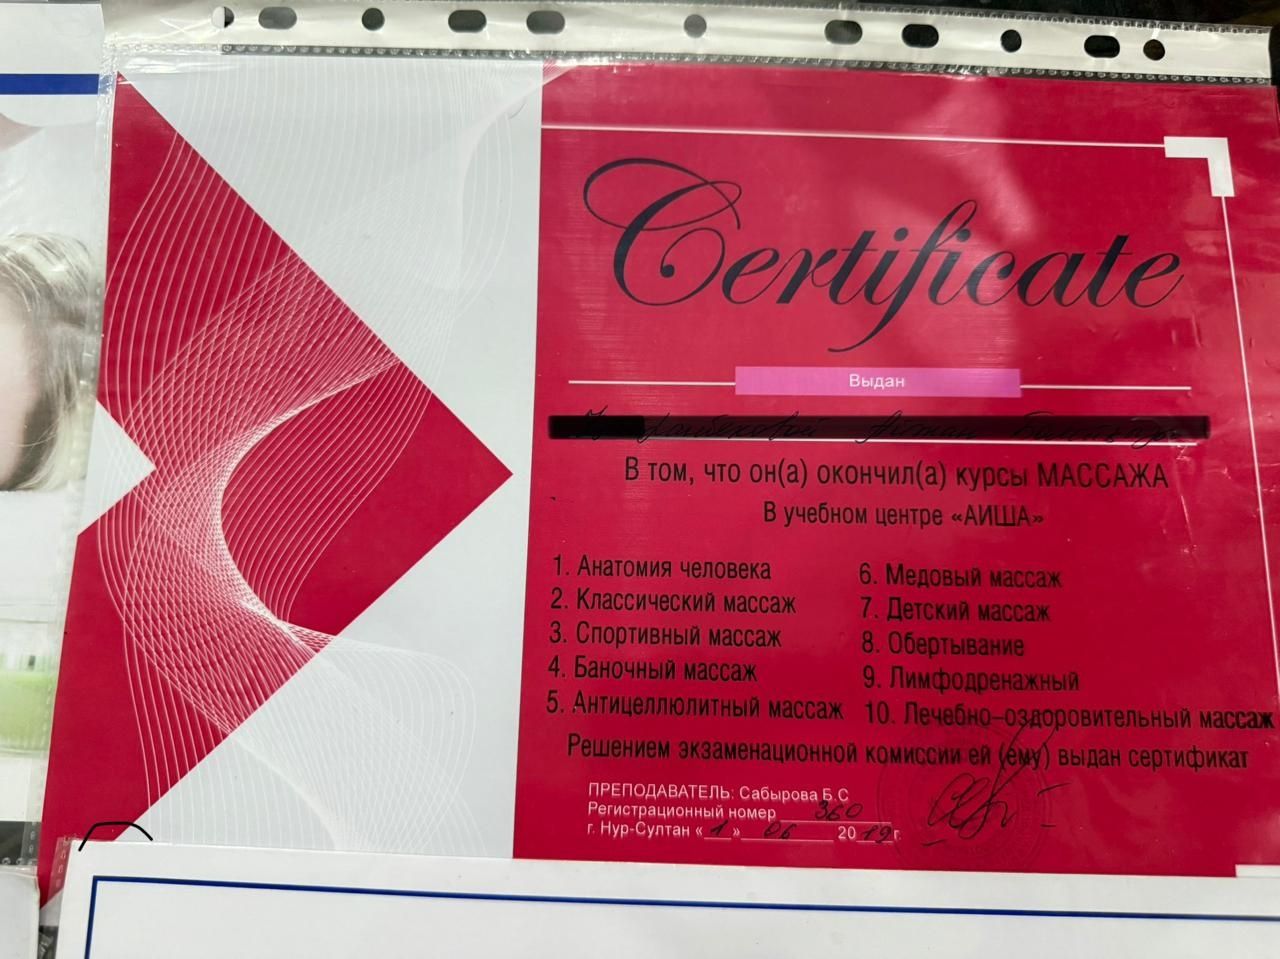 Certificate
Выдан
В том, что он(а) окончил(а) курсы МАССАЖА
В учебном центре «АИША»
1. Анатомия человека
2. Классический массаж
3. Спортивный массаж
4. Баночный массаж
5. Антицеллюлитный массаж
6. Медовый массаж
7. Детский массаж
8. Обертывание
9. Лимфодренажный
10. Лечебно-оздоровительный массаж
Решением экзаменационной комиссии ей (ему) выдан сертификат
ПРЕПОДАВАТЕЛЬ: Сабырова Б.С
Регистрационный номер 360
г. Нур-Султан «1» 06 2019г.